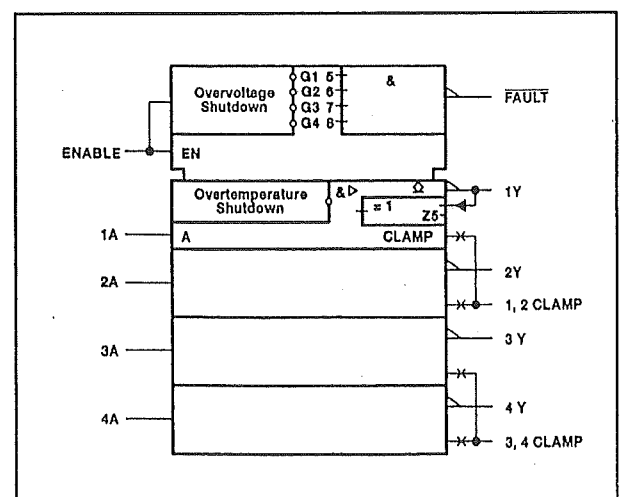 Overvoltage
Shutdown
G1 5
G2 6
G3 7
G4 8
&
FAULT
ENABLE
EN
Overtemperature
Shutdown
&▷
= 1
Z5
1Y
1A
A
CLAMP
2Y
2A
1, 2 CLAMP
3 Y
3A
4 Y
4A
3, 4 CLAMP